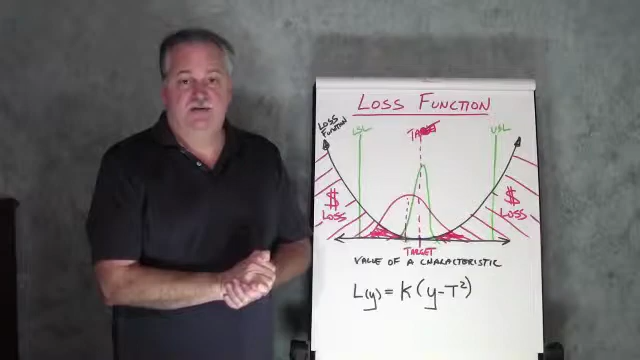 LOSS FUNCTION
LOSS
FUNCTION
LSL
TARGET
USL
$
LOSS
$
LOSS
TARGET
VALUE OF A CHARACTERISTIC
L(y) = K (y-T²)